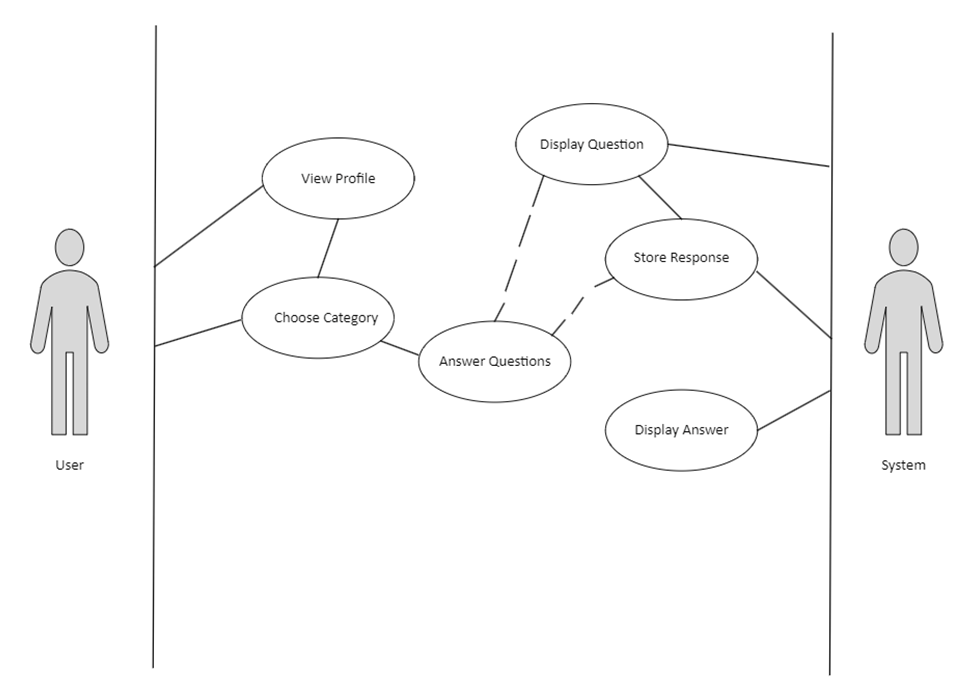 Display Question
View Profile
Store Response
Choose Category
Answer Questions
Display Answer
User
System